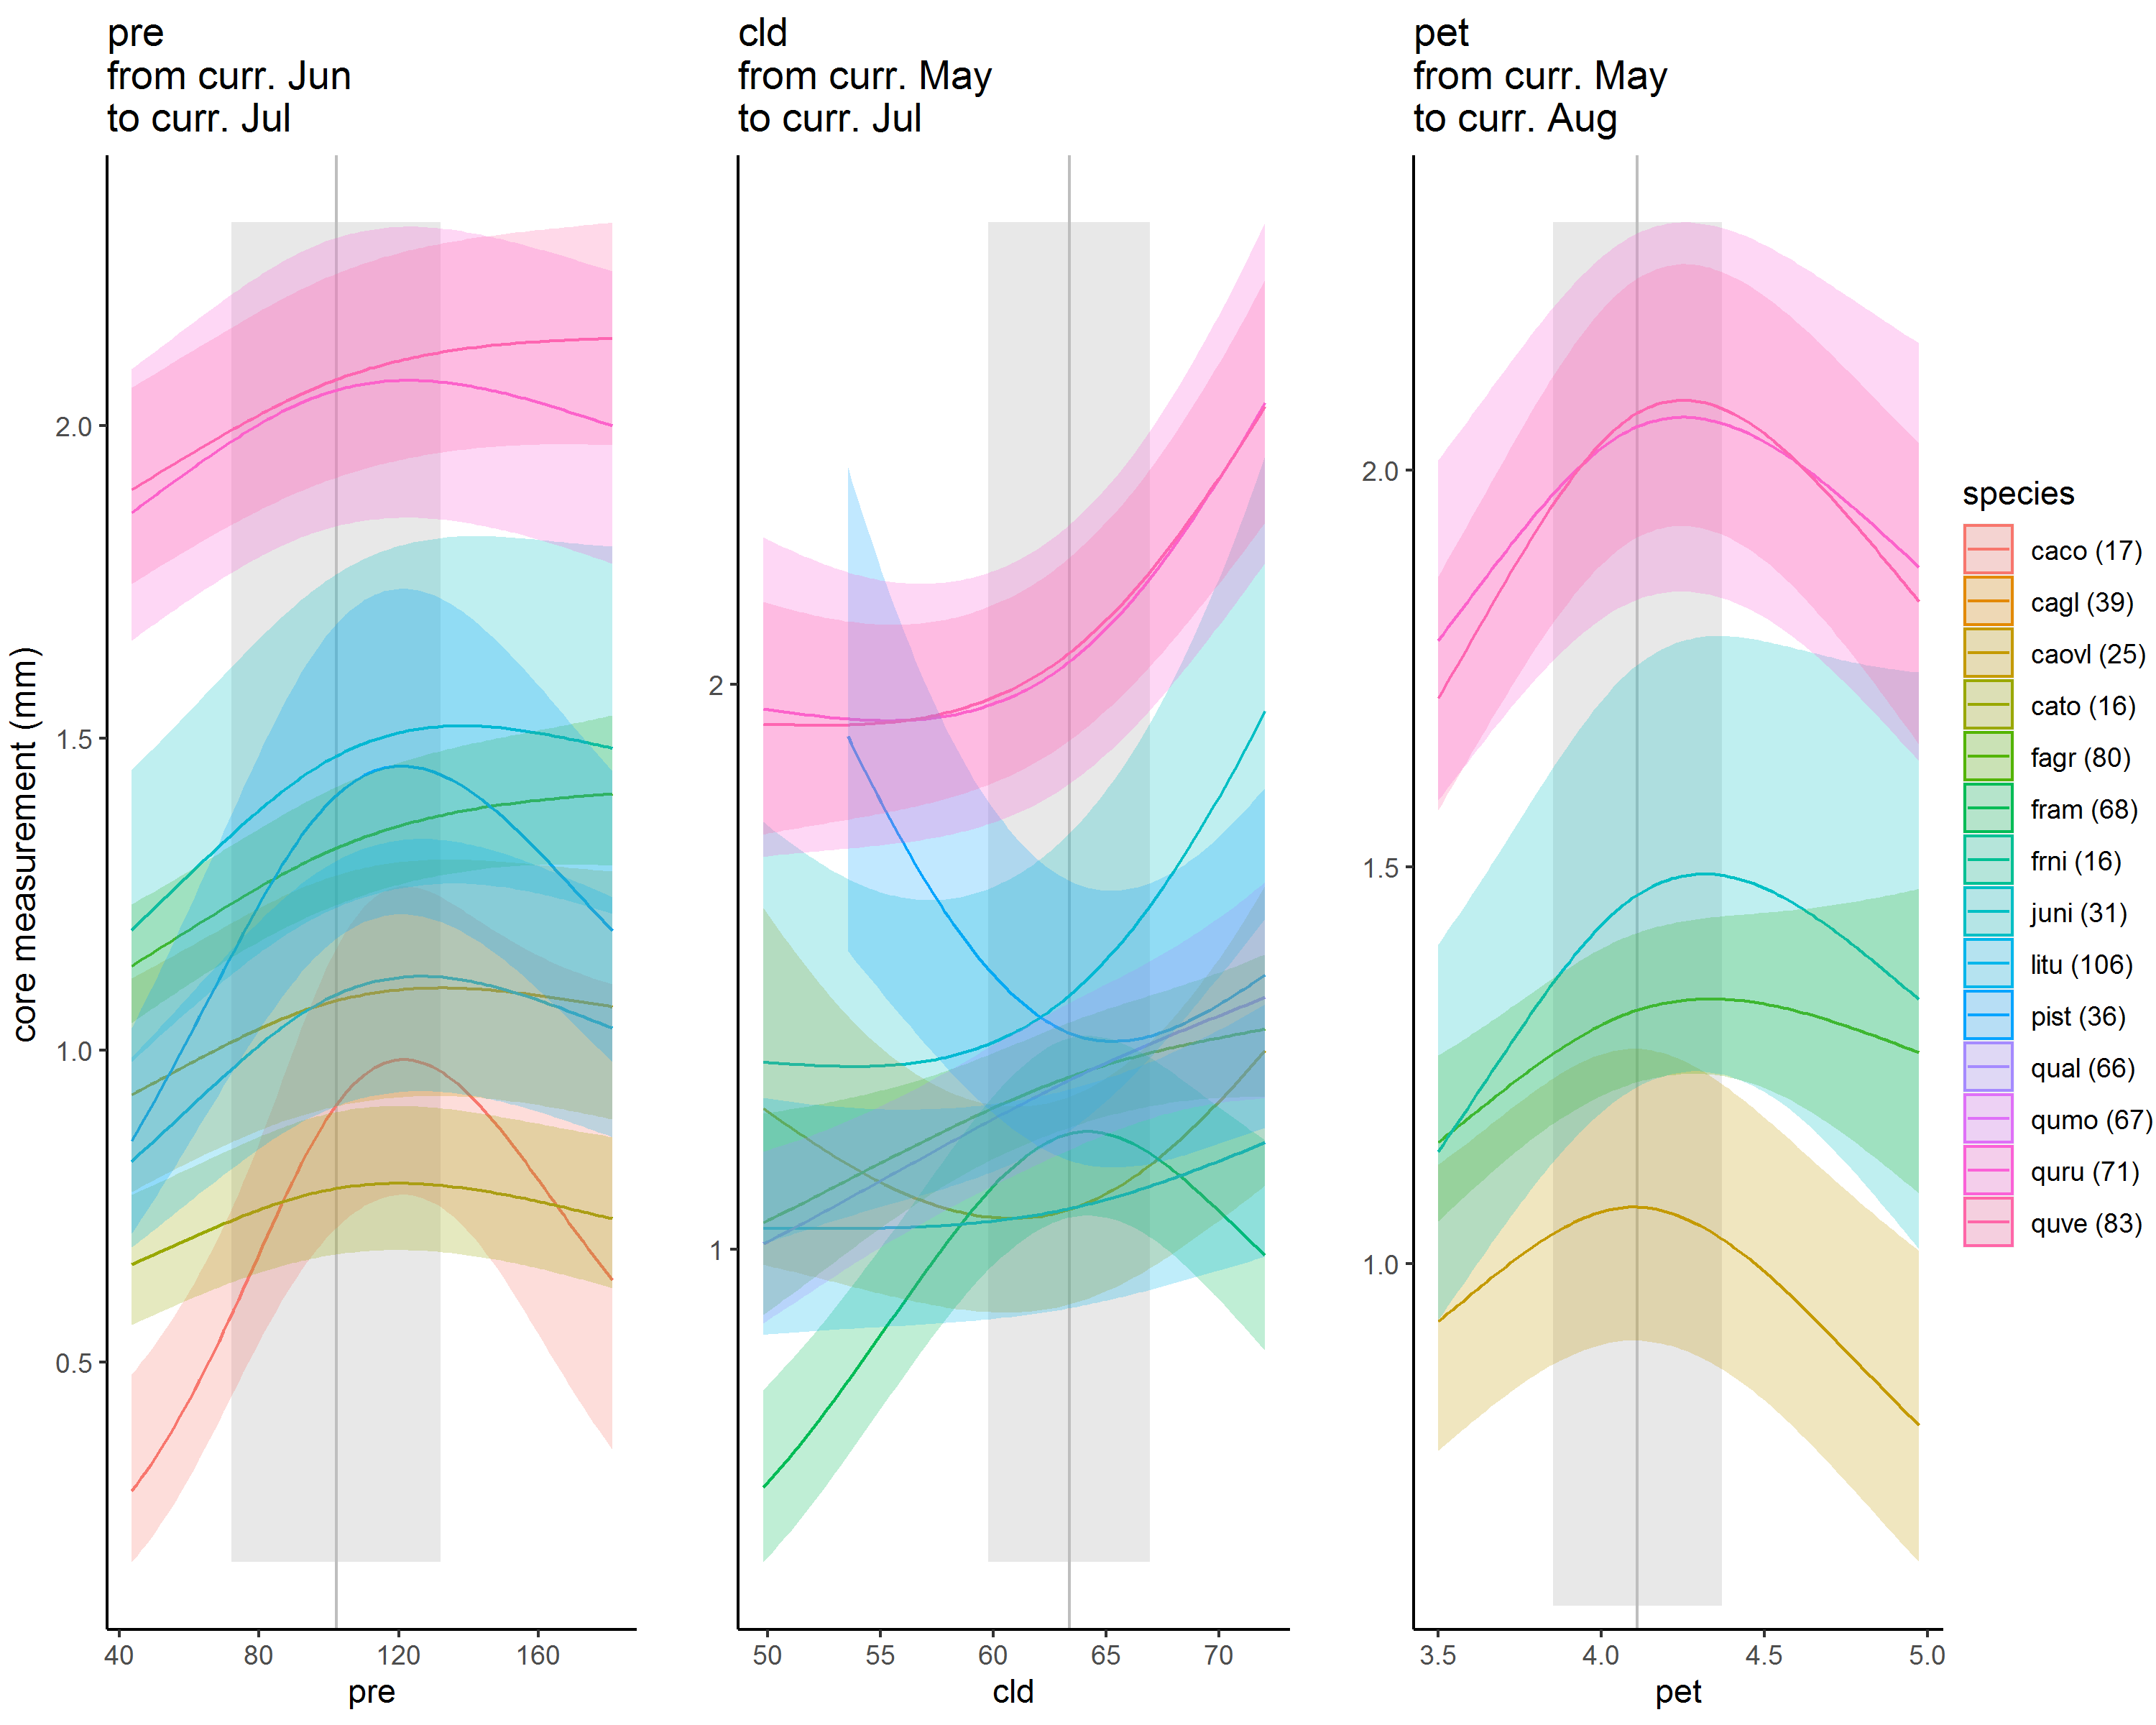 pre
from curr. Jun
to curr. Jul
cld
from curr. May
to curr. Jul
pet
from curr. May
to curr. Aug
core measurement (mm)
2.0
1.5
1.0
0.5
40 80 120 160
pre
2
1
50 55 60 65 70
cld
2.0
1.5
1.0
3.5 4.0 4.5 5.0
pet
species
caco (17)
cagl (39)
caovl (25)
cato (16)
fagr (80)
fram (68)
frni (16)
juni (31)
litu (106)
pist (36)
qual (66)
qumo (67)
quru (71)
quve (83)